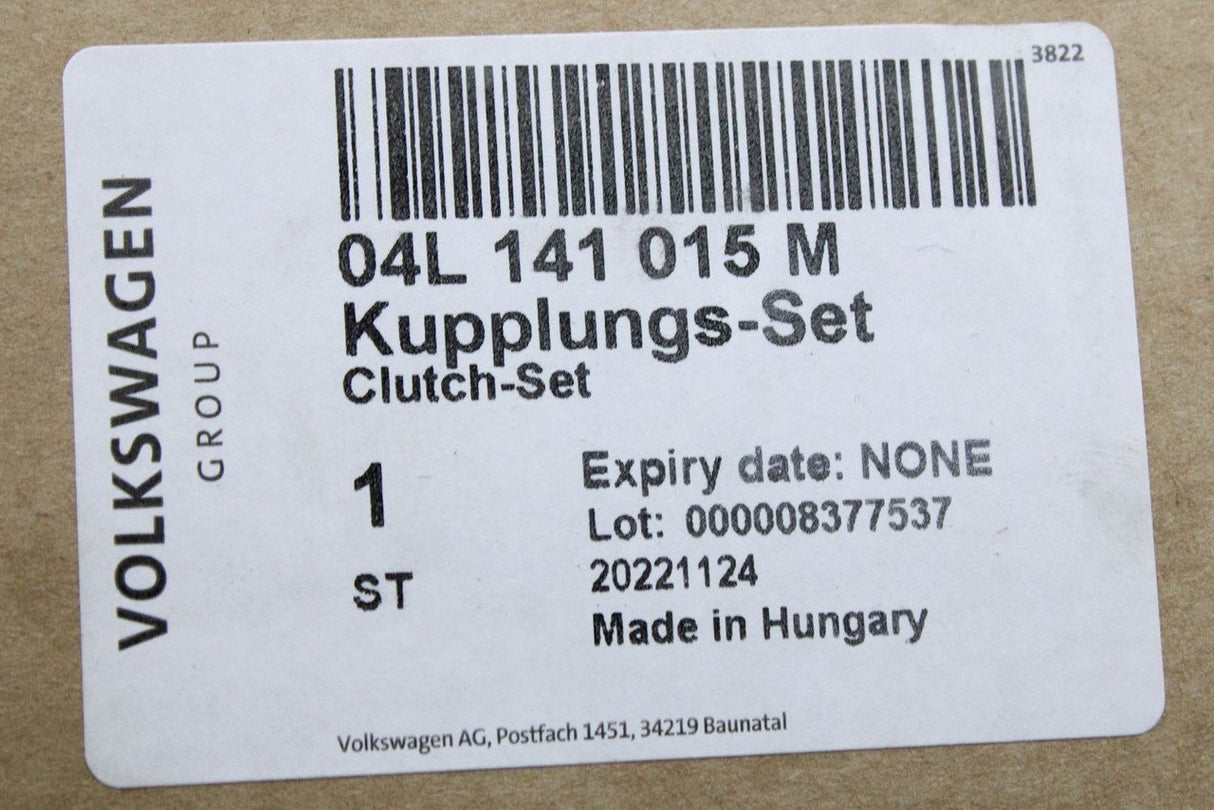 3822
VOLKSWAGEN
GROUP
04L 141 015 M
Kupplungs-Set
Clutch-Set
1
ST
Expiry date: NONE
Lot: 000008377537
20221124
Made in Hungary
Volkswagen AG, Postfach 1451, 34219 Baunatal